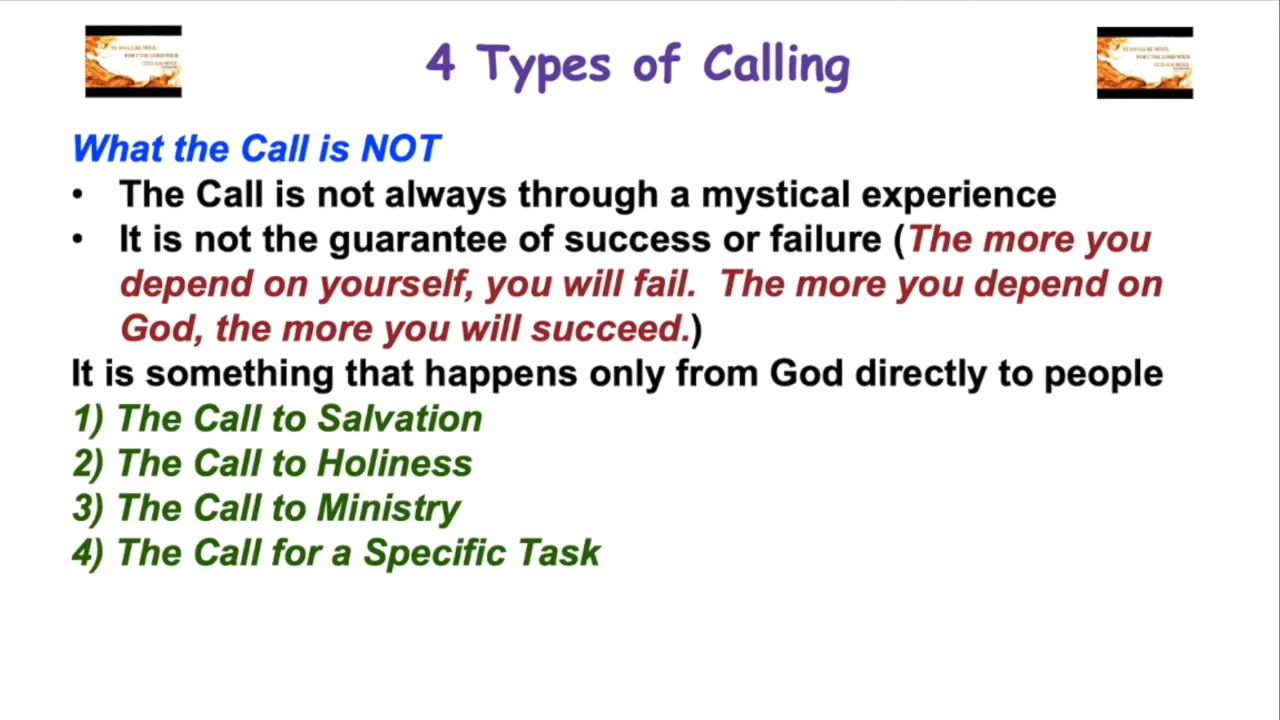 4 Types of Calling
What the Call is NOT
• The Call is not always through a mystical experience
• It is not the guarantee of success or failure (The more you
depend on yourself, you will fail. The more you depend on
God, the more you will succeed.)
It is something that happens only from God directly to people
1) The Call to Salvation
2) The Call to Holiness
3) The Call to Ministry
4) The Call for a Specific Task